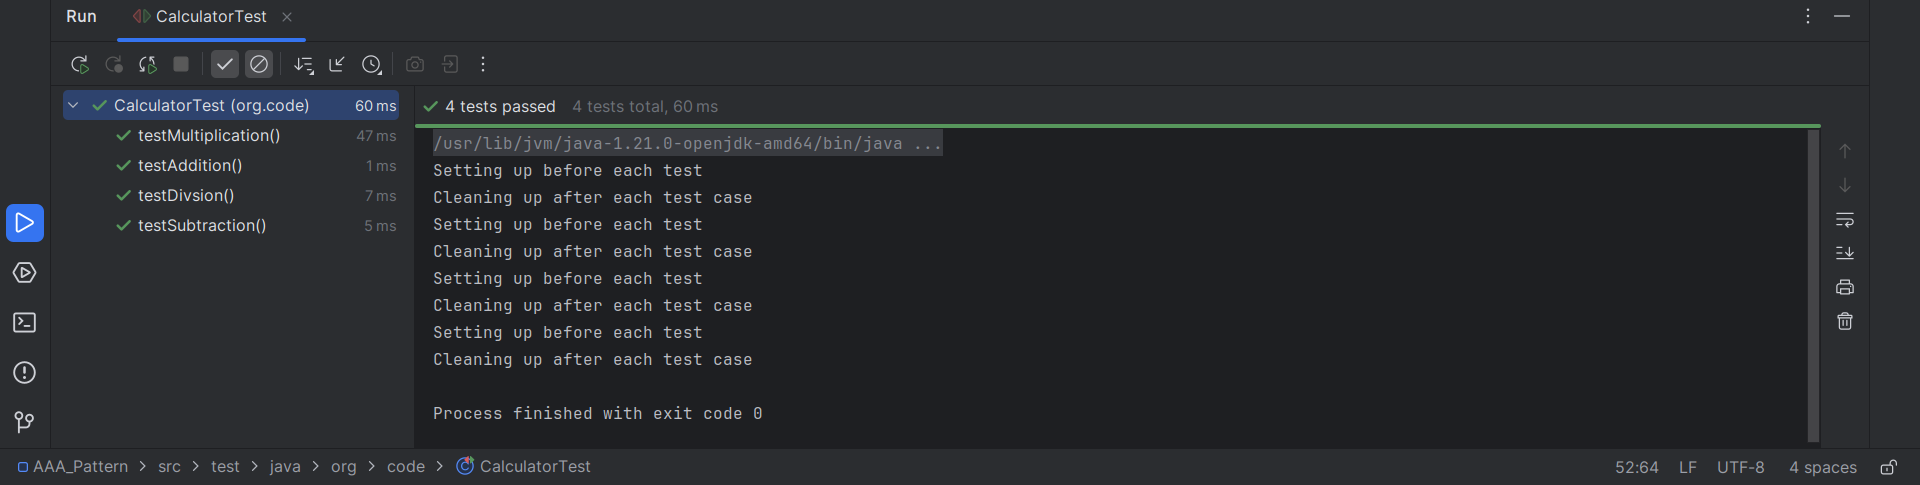 Run CalculatorTest
CalculatorTest (org.code) 60 ms
testMultiplication() 47 ms
testAddition() 1 ms
testDivsion() 7 ms
testSubtraction() 5 ms
4 tests passed 4 tests total, 60 ms
/usr/lib/jvm/java-1.21.0-openjdk-amd64/bin/java ...
Setting up before each test
Cleaning up after each test case
Setting up before each test
Cleaning up after each test case
Setting up before each test
Cleaning up after each test case
Setting up before each test
Cleaning up after each test case
Process finished with exit code 0
AAA_Pattern > src > test > java > org > code > CalculatorTest 52:64 LF UTF-8 4 spaces